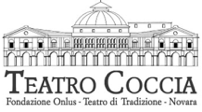 TEATRO COCCIA
Fondazione Onlus - Teatro di Tradizione - Novara